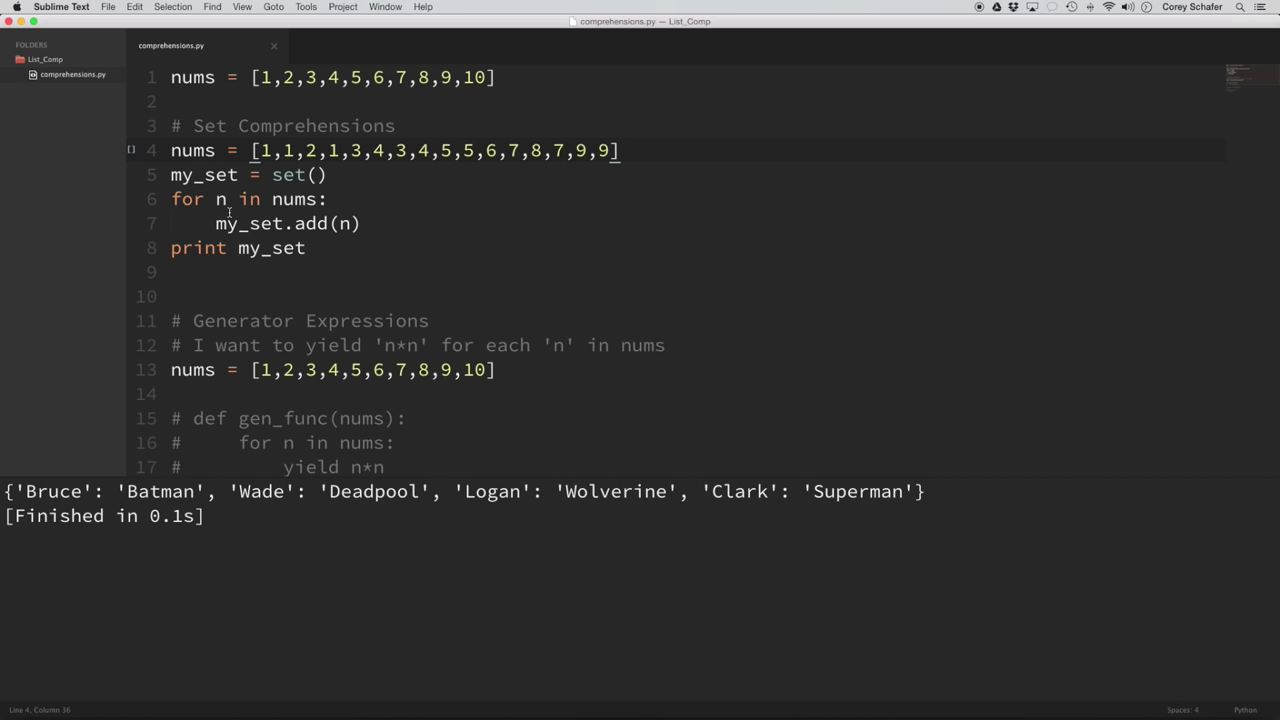 Sublime Text File Edit Selection Find View Goto Tools Project Window Help Corey Schafer
comprehensions.py — List_Comp
FOLDERS
List_Comp
comprehensions.py
comprehensions.py
1 nums = [1,2,3,4,5,6,7,8,9,10]
2
3 # Set Comprehensions
4 nums = [1,1,2,1,3,4,3,4,5,5,6,7,8,7,9,9]
5 my_set = set()
6 for n in nums:
7 my_set.add(n)
8 print my_set
9
10
11 # Generator Expressions
12 # I want to yield 'n*n' for each 'n' in nums
13 nums = [1,2,3,4,5,6,7,8,9,10]
14
15 # def gen_func(nums):
16 # for n in nums:
17 # yield n*n
{'Bruce': 'Batman', 'Wade': 'Deadpool', 'Logan': 'Wolverine', 'Clark': 'Superman'}
[Finished in 0.1s]
Line 4, Column 36 Spaces: 4 Python